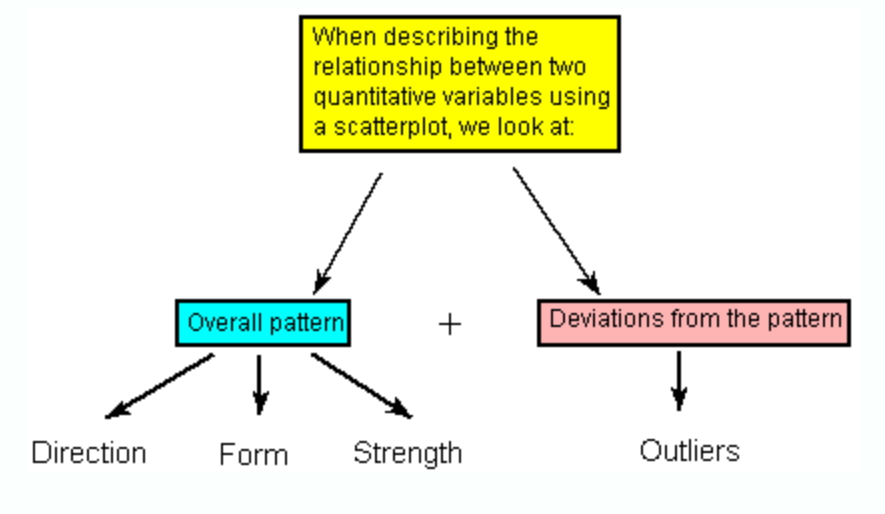 When describing the
relationship between two
quantitative variables using
a scatterplot, we look at:
Overall pattern
+
Deviations from the pattern
Direction
Form
Strength
Outliers